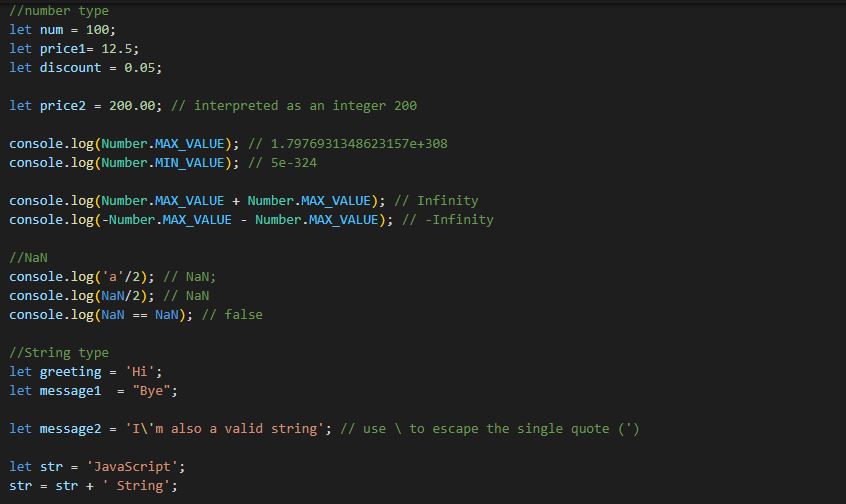 //number type
let num = 100;
let price1= 12.5;
let discount = 0.05;
let price2 = 200.00; // interpreted as an integer 200
console.log(Number.MAX_VALUE); // 1.7976931348623157e+308
console.log(Number.MIN_VALUE); // 5e-324
console.log(Number.MAX_VALUE + Number.MAX_VALUE); // Infinity
console.log(-Number.MAX_VALUE - Number.MAX_VALUE); // -Infinity
//NaN
console.log('a'/2); // NaN;
console.log(NaN/2); // NaN
console.log(NaN == NaN); // false
//String type
let greeting = 'Hi';
let message1  = "Bye";
let message2 = 'I\'m also a valid string'; // use \ to escape the single quote (')
let str = 'JavaScript';
str = str + ' String';